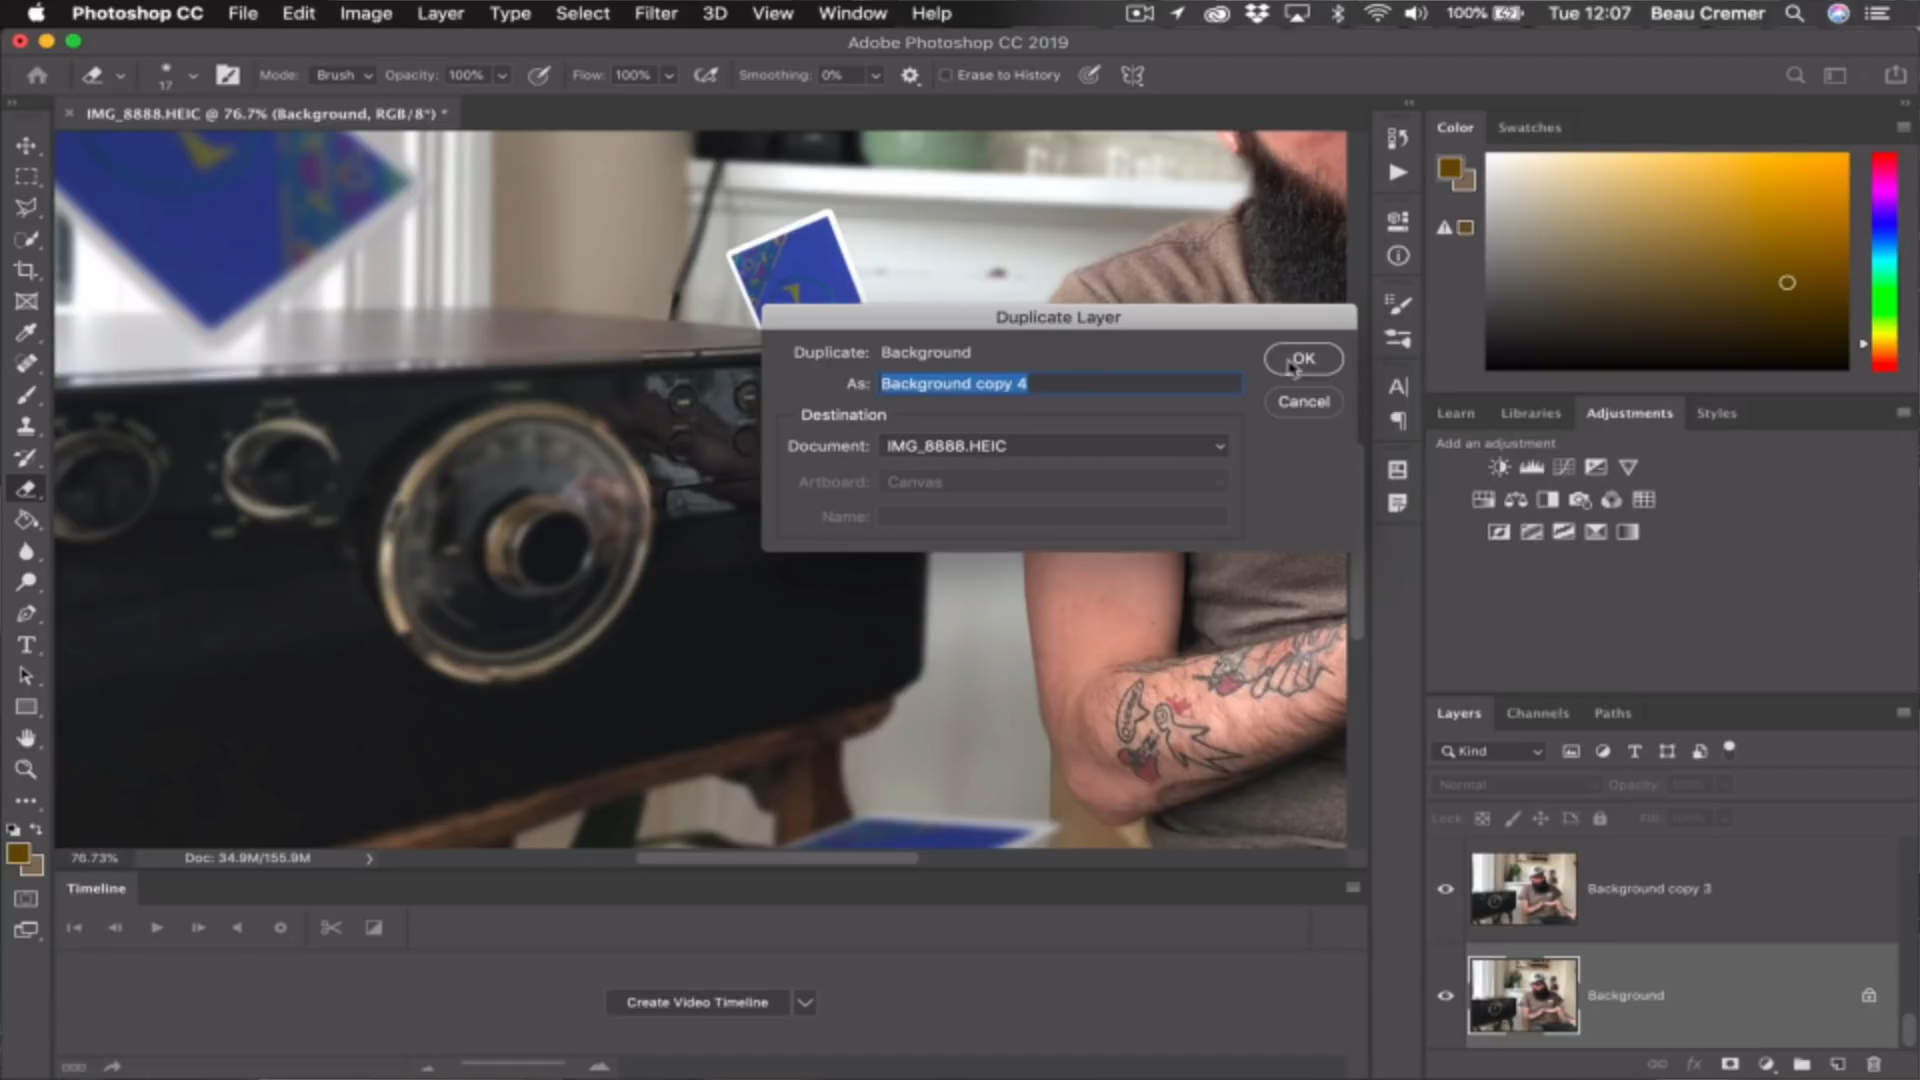 Photoshop CC File Edit Image Layer Type Select Filter 3D View Window Help 100% Tue 12:07 Beau Cremer
Adobe Photoshop CC 2019
17 Mode: Brush Opacity: 100% Flow: 100% Smoothing: 0% Erase to History
IMG_8888.HEIC @ 76.7% (Background, RGB/8*) *
Color Swatches
Duplicate Layer
Duplicate: Background
OK
As: Background copy 4
Cancel
Destination
Document: IMG_8888.HEIC
Artboard: Canvas
Name:
Learn Libraries Adjustments Styles
Add an adjustment
Layers Channels Paths
Kind
Normal Opacity: 100%
Lock: Fill: 100%
Background copy 3
Background
76.73% Doc: 34.9M/155.9M
Timeline
Create Video Timeline